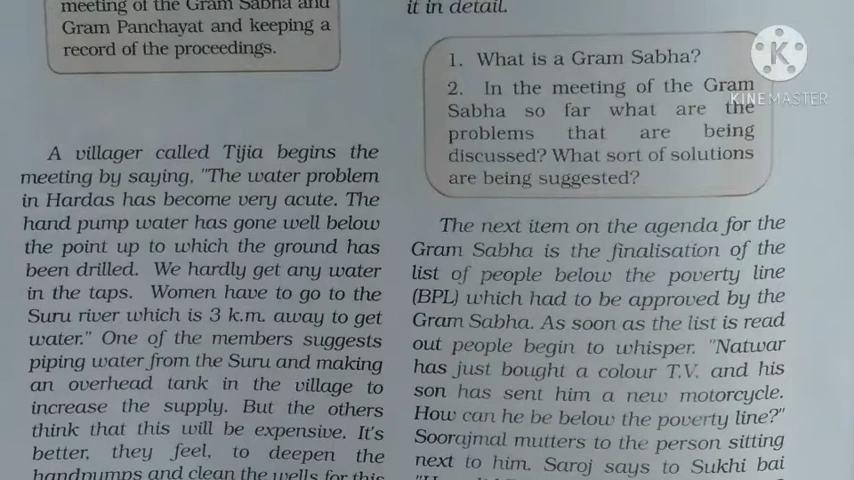 meeting of the Gram Sabha and
Gram Panchayat and keeping a
record of the proceedings.
A villager called Tijia begins the
meeting by saying, "The water problem
in Hardas has become very acute. The
hand pump water has gone well below
the point up to which the ground has
been drilled. We hardly get any water
in the taps. Women have to go to the
Suru river which is 3 k.m. away to get
water." One of the members suggests
piping water from the Suru and making
an overhead tank in the village to
increase the supply. But the others
think that this will be expensive. It's
better, they feel, to deepen the
handpumps and clean the wells for this
it in detail.
1. What is a Gram Sabha?
2. In the meeting of the Gram
Sabha so far what are the
problems that are being
discussed? What sort of solutions
are being suggested?
The next item on the agenda for the
Gram Sabha is the finalisation of the
list of people below the poverty line
(BPL) which had to be approved by the
Gram Sabha. As soon as the list is read
out people begin to whisper. "Natwar
has just bought a colour T.V. and his
son has sent him a new motorcycle.
How can he be below the poverty line?"
Soorajmal mutters to the person sitting
next to him. Saroj says to Sukhi bai
K
KINEMASTER